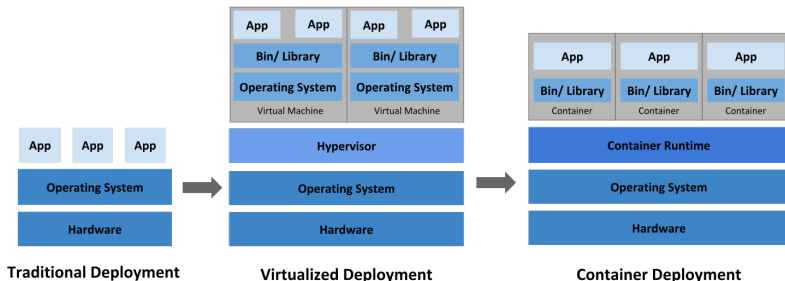 App App App
Operating System
Hardware
Traditional Deployment
App App App App
Bin/ Library Bin/ Library
Operating System Operating System
Virtual Machine Virtual Machine
Hypervisor
Operating System
Hardware
Virtualized Deployment
App App App
Bin/ Library Bin/ Library Bin/ Library
Container Container Container
Container Runtime
Operating System
Hardware
Container Deployment